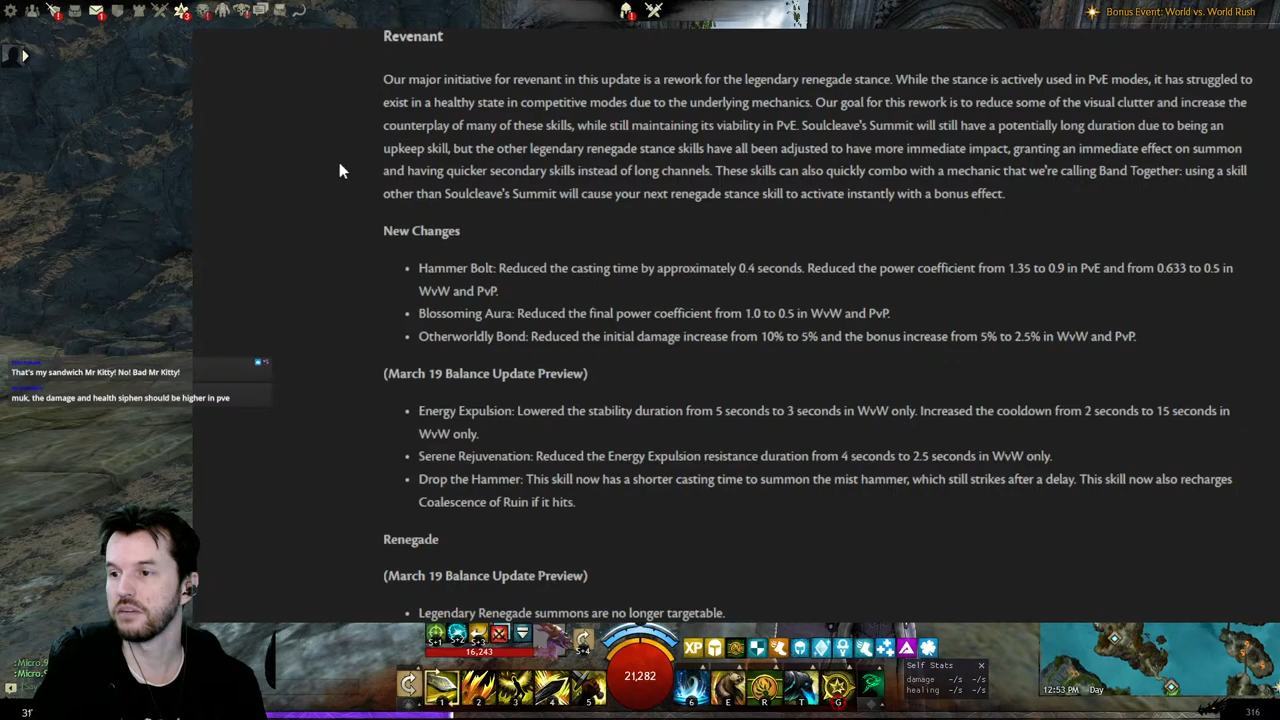 Bonus Event: World vs. World Rush
Revenant
Our major initiative for revenant in this update is a rework for the legendary renegade stance. While the stance is actively used in PvE modes, it has struggled to
exist in a healthy state in competitive modes due to the underlying mechanics. Our goal for this rework is to reduce some of the visual clutter and increase the
counterplay of many of these skills, while still maintaining its viability in PvE. Soulcleave's Summit will still have a potentially long duration due to being an
upkeep skill, but the other legendary renegade stance skills have all been adjusted to have more immediate impact, granting an immediate effect on summon
and having quicker secondary skills instead of long channels. These skills can also quickly combo with a mechanic that we're calling Band Together: using a skill
other than Soulcleave's Summit will cause your next renegade stance skill to activate instantly with a bonus effect.
New Changes
• Hammer Bolt: Reduced the casting time by approximately 0.4 seconds. Reduced the power coefficient from 1.35 to 0.9 in PvE and from 0.633 to 0.5 in
WvW and PvP.
• Blossoming Aura: Reduced the final power coefficient from 1.0 to 0.5 in WvW and PvP.
• Otherworldly Bond: Reduced the initial damage increase from 10% to 5% and the bonus increase from 5% to 2.5% in WvW and PvP.
That's my sandwich Mr Kitty! No! Bad Mr Kitty!
muk, the damage and health siphen should be higher in pve
(March 19 Balance Update Preview)
• Energy Expulsion: Lowered the stability duration from 5 seconds to 3 seconds in WvW only. Increased the cooldown from 2 seconds to 15 seconds in
WvW only.
• Serene Rejuvenation: Reduced the Energy Expulsion resistance duration from 4 seconds to 2.5 seconds in WvW only.
• Drop the Hammer: This skill now has a shorter casting time to summon the mist hammer, which still strikes after a delay. This skill now also recharges
Coalescence of Ruin if it hits.
Renegade
(March 19 Balance Update Preview)
• Legendary Renegade summons are no longer targetable.
S+1 S+2 S+3 S+4
16,243
21,282
XP
1 2 3 4 5 6 E R T G
Self Stats
damage -/s -/s
healing -/s -/s
12:53 PM Day
:Micro.9
:Micro.
316